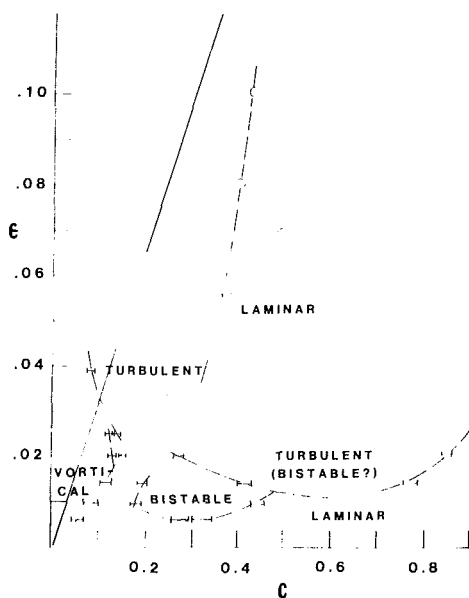 .10
.08
ϵ
.06
LAMINAR
.04
TURBULENT
.02
VORTI-
CAL
BISTABLE
TURBULENT
(BISTABLE?)
LAMINAR
0.2
0.4
0.6
0.8
C